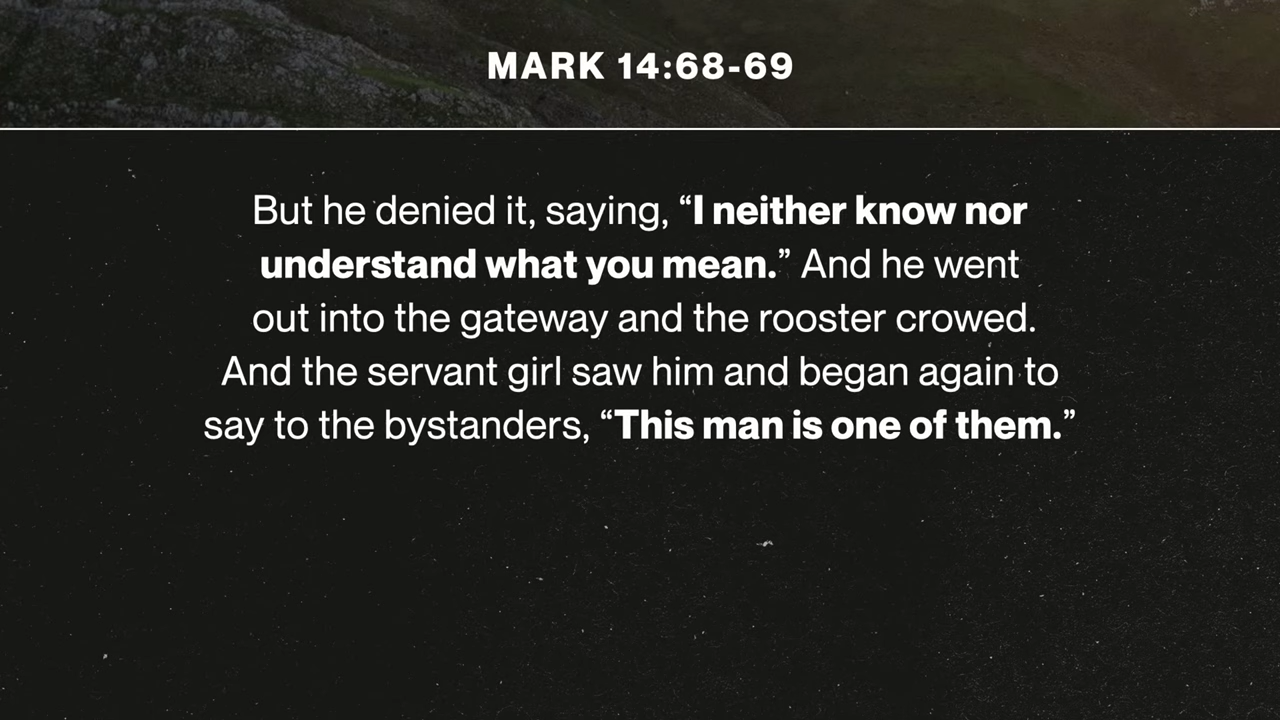 MARK 14:68-69
But he denied it, saying, “I neither know nor
understand what you mean.” And he went
out into the gateway and the rooster crowed.
And the servant girl saw him and began again to
say to the bystanders, “This man is one of them.”